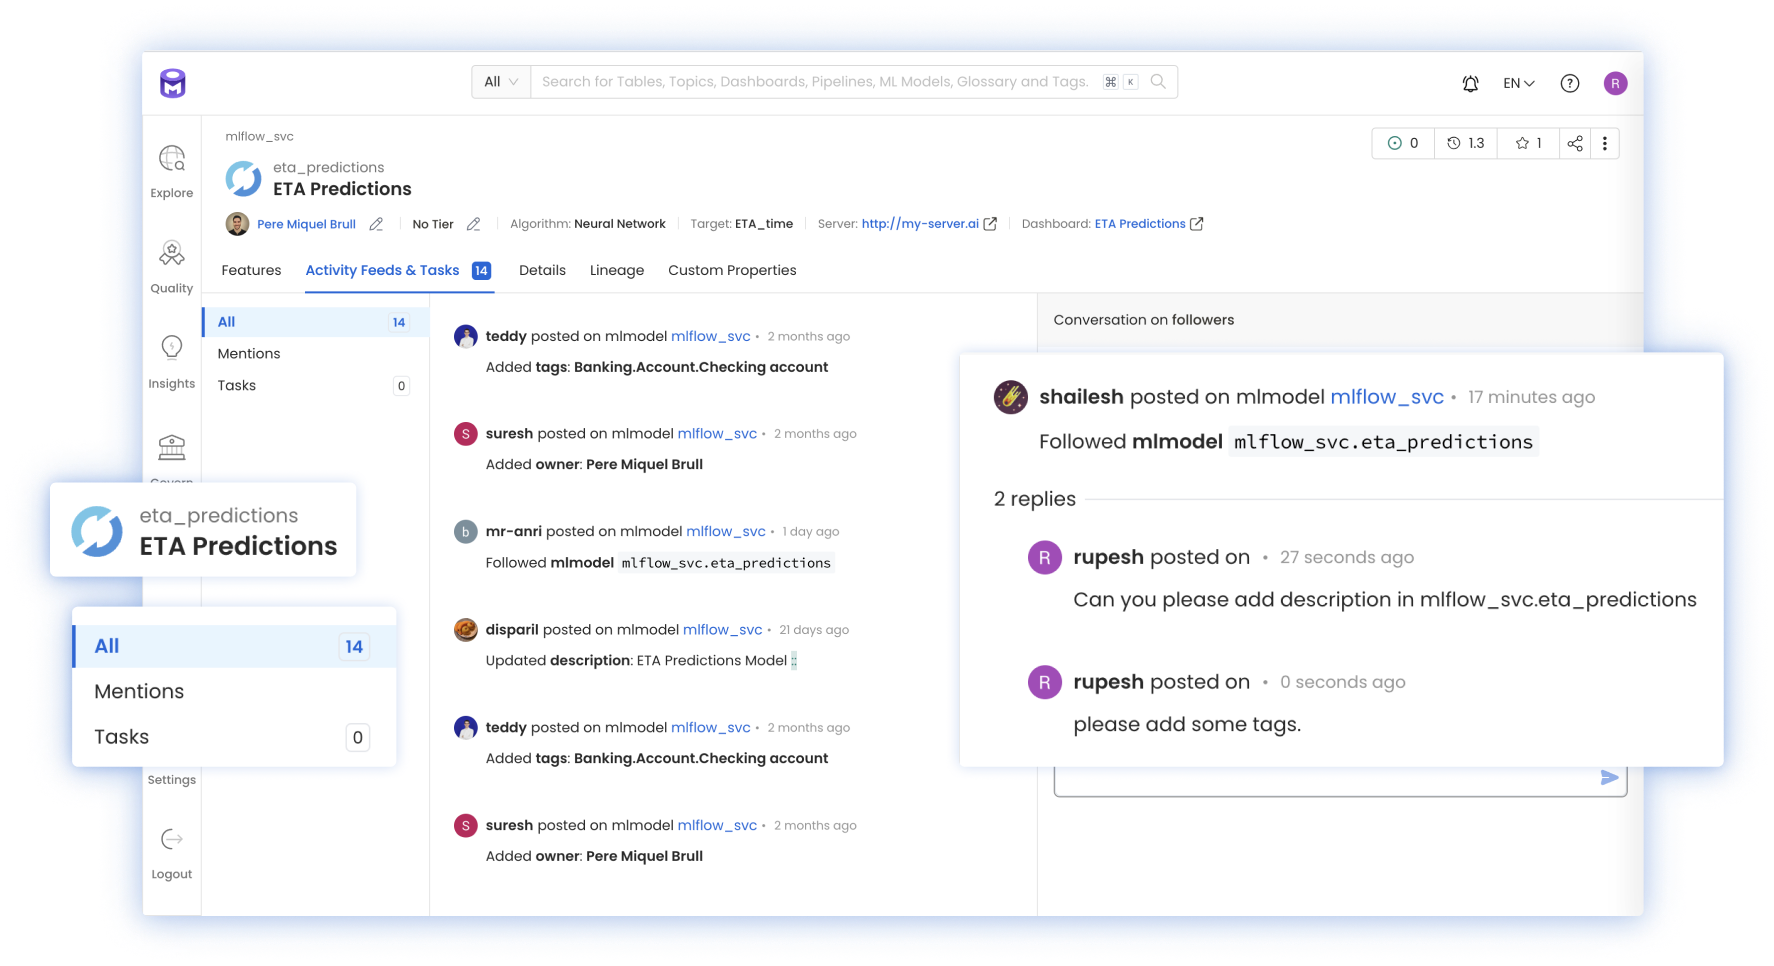 All
Search for Tables, Topics, Dashboards, Pipelines, ML Models, Glossary and Tags.
⌘ K
EN
?
R
mlflow_svc
0
1.3
1
eta_predictions
ETA Predictions
Pere Miquel Brull
No Tier
Algorithm: Neural Network
Target: ETA_time
Server: http://my-server.ai
Dashboard: ETA Predictions
Explore
Quality
Insights
Govern
Settings
Logout
Features
Activity Feeds & Tasks 14
Details
Lineage
Custom Properties
All 14
Mentions
Tasks 0
teddy posted on mlmodel mlflow_svc • 2 months ago
Added tags: Banking.Account.Checking account
S suresh posted on mlmodel mlflow_svc • 2 months ago
Added owner: Pere Miquel Brull
b mr-anri posted on mlmodel mlflow_svc • 1 day ago
Followed mlmodel mlflow_svc.eta_predictions
disparil posted on mlmodel mlflow_svc • 21 days ago
Updated description: ETA Predictions Model ::
teddy posted on mlmodel mlflow_svc • 2 months ago
Added tags: Banking.Account.Checking account
S suresh posted on mlmodel mlflow_svc • 2 months ago
Added owner: Pere Miquel Brull
Conversation on followers
shailesh posted on mlmodel mlflow_svc • 17 minutes ago
Followed mlmodel mlflow_svc.eta_predictions
2 replies
R rupesh posted on • 27 seconds ago
Can you please add description in mlflow_svc.eta_predictions
R rupesh posted on • 0 seconds ago
please add some tags.
eta_predictions
ETA Predictions
All 14
Mentions
Tasks 0